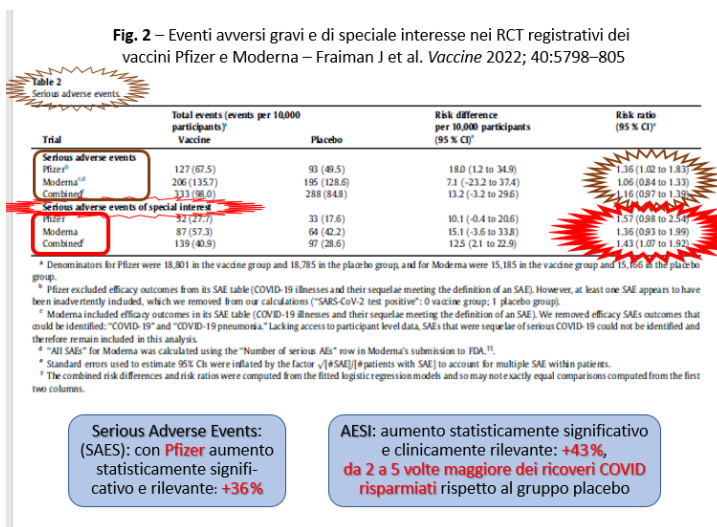 Fig. 2 – Eventi avversi gravi e di speciale interesse nei RCT registrativi dei
vaccini Pfizer e Moderna – Fraiman J et al. Vaccine 2022; 40:5798–805
Table 2
Serious adverse events.
Total events (events per 10,000 participants)ᵃ Risk difference per 10,000 participants (95 % CI)ᵉ Risk ratio (95 % CI)ᵉ
Trial Vaccine Placebo
Serious adverse events
Pfizerᵇ 127 (67.5) 93 (49.5) 18.0 (1.2 to 34.9) 1.36 (1.02 to 1.83)
Modernaᶜ,ᵈ 206 (135.7) 195 (128.6) 7.1 (−23.2 to 37.4) 1.06 (0.84 to 1.33)
Combinedᶠ 333 (98.0) 288 (84.8) 13.2 (−3.2 to 29.6) 1.16 (0.97 to 1.39)
Serious adverse events of special interest
Pfizer 52 (27.7) 33 (17.6) 10.1 (−0.4 to 20.6) 1.57 (0.98 to 2.54)
Moderna 87 (57.3) 64 (42.2) 15.1 (−3.6 to 33.8) 1.36 (0.93 to 1.99)
Combinedᶠ 139 (40.9) 97 (28.6) 12.5 (2.1 to 22.9) 1.43 (1.07 to 1.92)
ᵃ Denominators for Pfizer were 18,801 in the vaccine group and 18,785 in the placebo group, and for Moderna were 15,185 in the vaccine group and 15,166 in the placebo
group.
ᵇ Pfizer excluded efficacy outcomes from its SAE table (COVID-19 illnesses and their sequelae meeting the definition of an SAE). However, at least one SAE appears to have
been inadvertently included, which we removed from our calculations ("SARS-CoV-2 test positive": 0 vaccine group; 1 placebo group).
ᶜ Moderna included efficacy outcomes in its SAE table (COVID-19 illnesses and their sequelae meeting the definition of an SAE). We removed efficacy SAEs outcomes that
could be identified: "COVID-19" and "COVID-19 pneumonia." Lacking access to participant level data, SAEs that were sequelae of serious COVID-19 could not be identified and
therefore remain included in this analysis.
ᵈ "All SAEs" for Moderna was calculated using the "Number of serious AEs" row in Moderna's submission to FDA.¹¹.
ᵉ Standard errors used to estimate 95% CIs were inflated by the factor √[#SAE]/[#patients with SAE] to account for multiple SAE within patients.
ᶠ The combined risk differences and risk ratios were computed from the fitted logistic regression models and so may not exactly equal comparisons computed from the first
two columns.
Serious Adverse Events:
(SAES): con Pfizer aumento
statisticamente signifi-
cativo e rilevante: +36%
AESI: aumento statisticamente significativo
e clinicamente rilevante: +43%,
da 2 a 5 volte maggiore dei ricoveri COVID
risparmiati rispetto al gruppo placebo